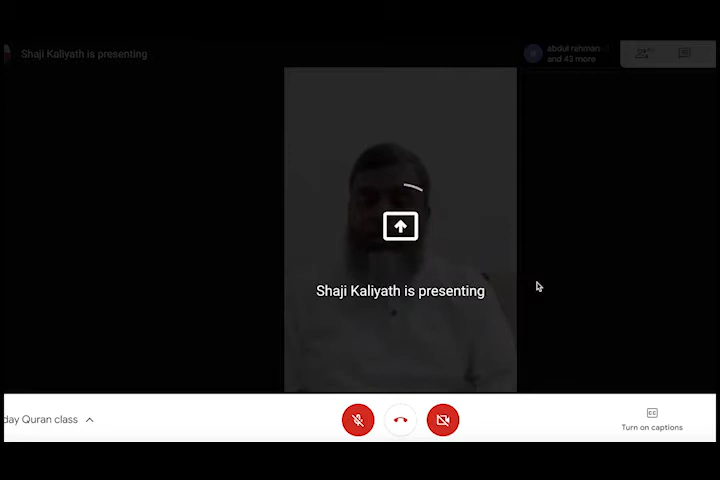 Shaji Kaliyath is presenting
abdul rahman
and 43 more
Shaji Kaliyath is presenting
day Quran class
CC
Turn on captions